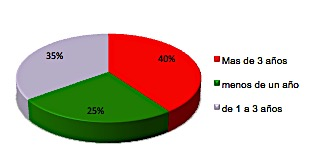 35%
40%
25%
Mas de 3 años
menos de un año
de 1 a 3 años